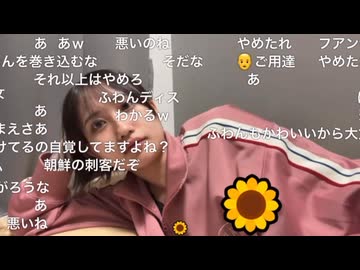 あ　あｗ　悪いのね　やめたれ　フアン
んを巻き込むな　そだな　👨‍🦲ご用達　やめた
それ以上はやめろ　あ
ふわんディス
あ　わかるｗ
まえさあ　ふわんもかわいいから大
けてるの自覚してますよね？
朝鮮の刺客だぞ
がろうな
あ
悪いね